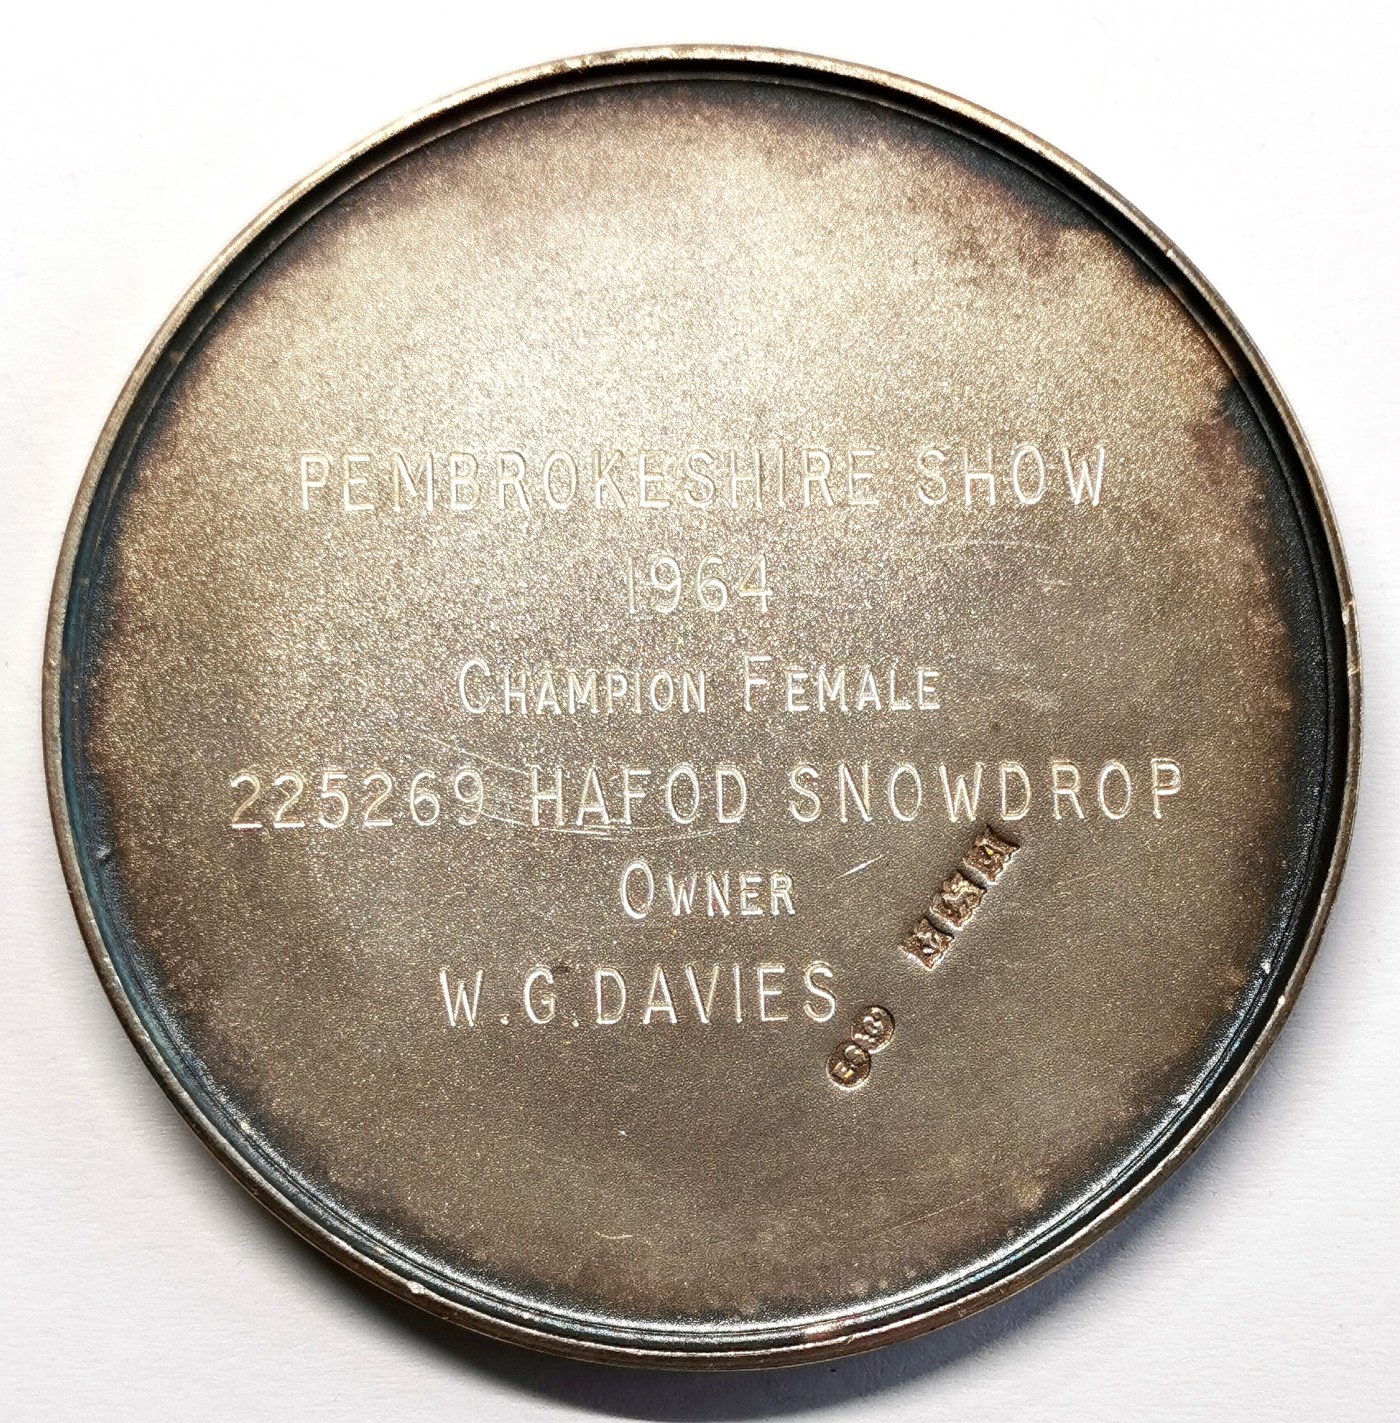 PEMBROKESHIRE SHOW
1964
CHAMPION FEMALE
225269 HAFOD SNOWDROP
OWNER
W.G.DAVIES